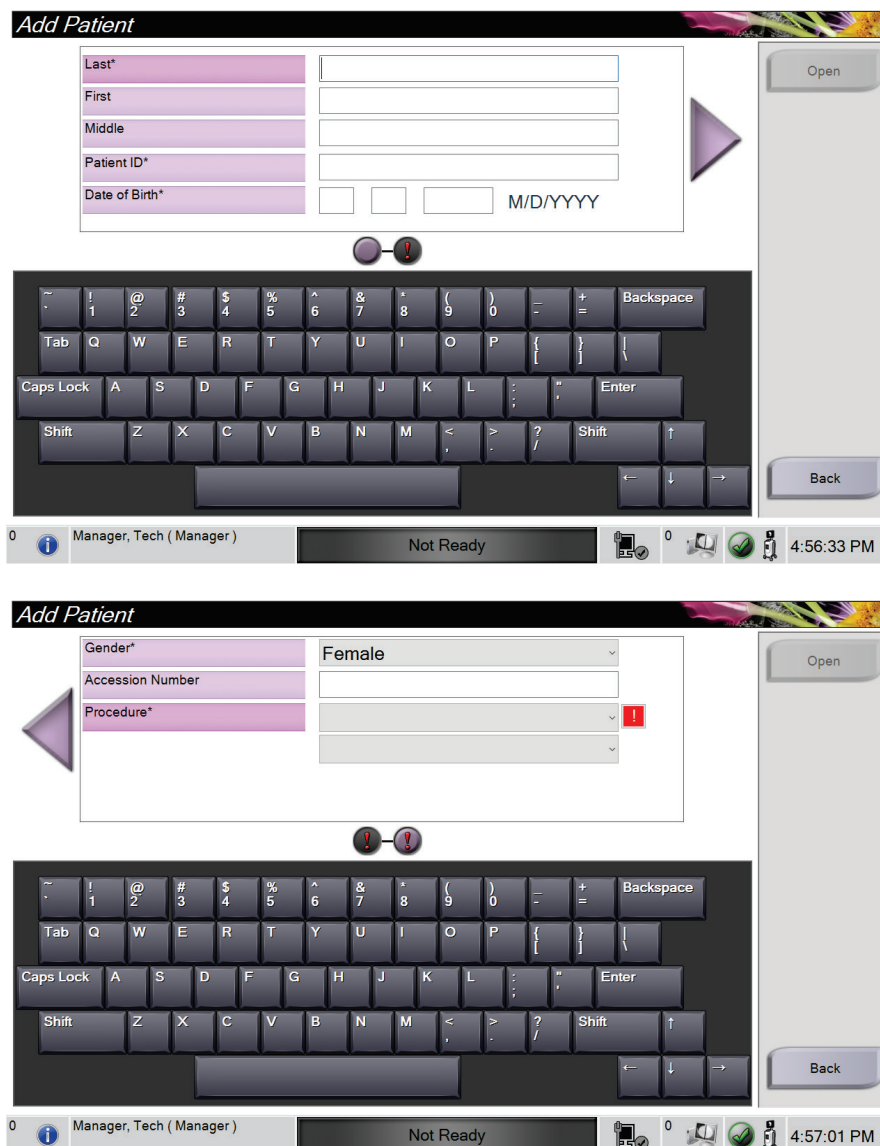 Add Patient
Last*
Open
First
Middle
Patient ID*
Date of Birth* M/D/YYYY
~ ! @ # $ % ^ & * ( ) _ + Backspace
` 1 2 3 4 5 6 7 8 9 0 - =
Tab Q W E R T Y U I O P { } |
[ ] \
Caps Lock A S D F G H J K L : " Enter
; '
Shift Z X C V B N M < > ? Shift ↑
, . /
← ↓ →
Back
0 Manager, Tech ( Manager ) Not Ready 0 4:56:33 PM
Add Patient
Gender* Female
Open
Accession Number
Procedure* !
~ ! @ # $ % ^ & * ( ) _ + Backspace
` 1 2 3 4 5 6 7 8 9 0 - =
Tab Q W E R T Y U I O P { } |
[ ] \
Caps Lock A S D F G H J K L : " Enter
; '
Shift Z X C V B N M < > ? Shift ↑
, . /
← ↓ →
Back
0 Manager, Tech ( Manager ) Not Ready 0 4:57:01 PM